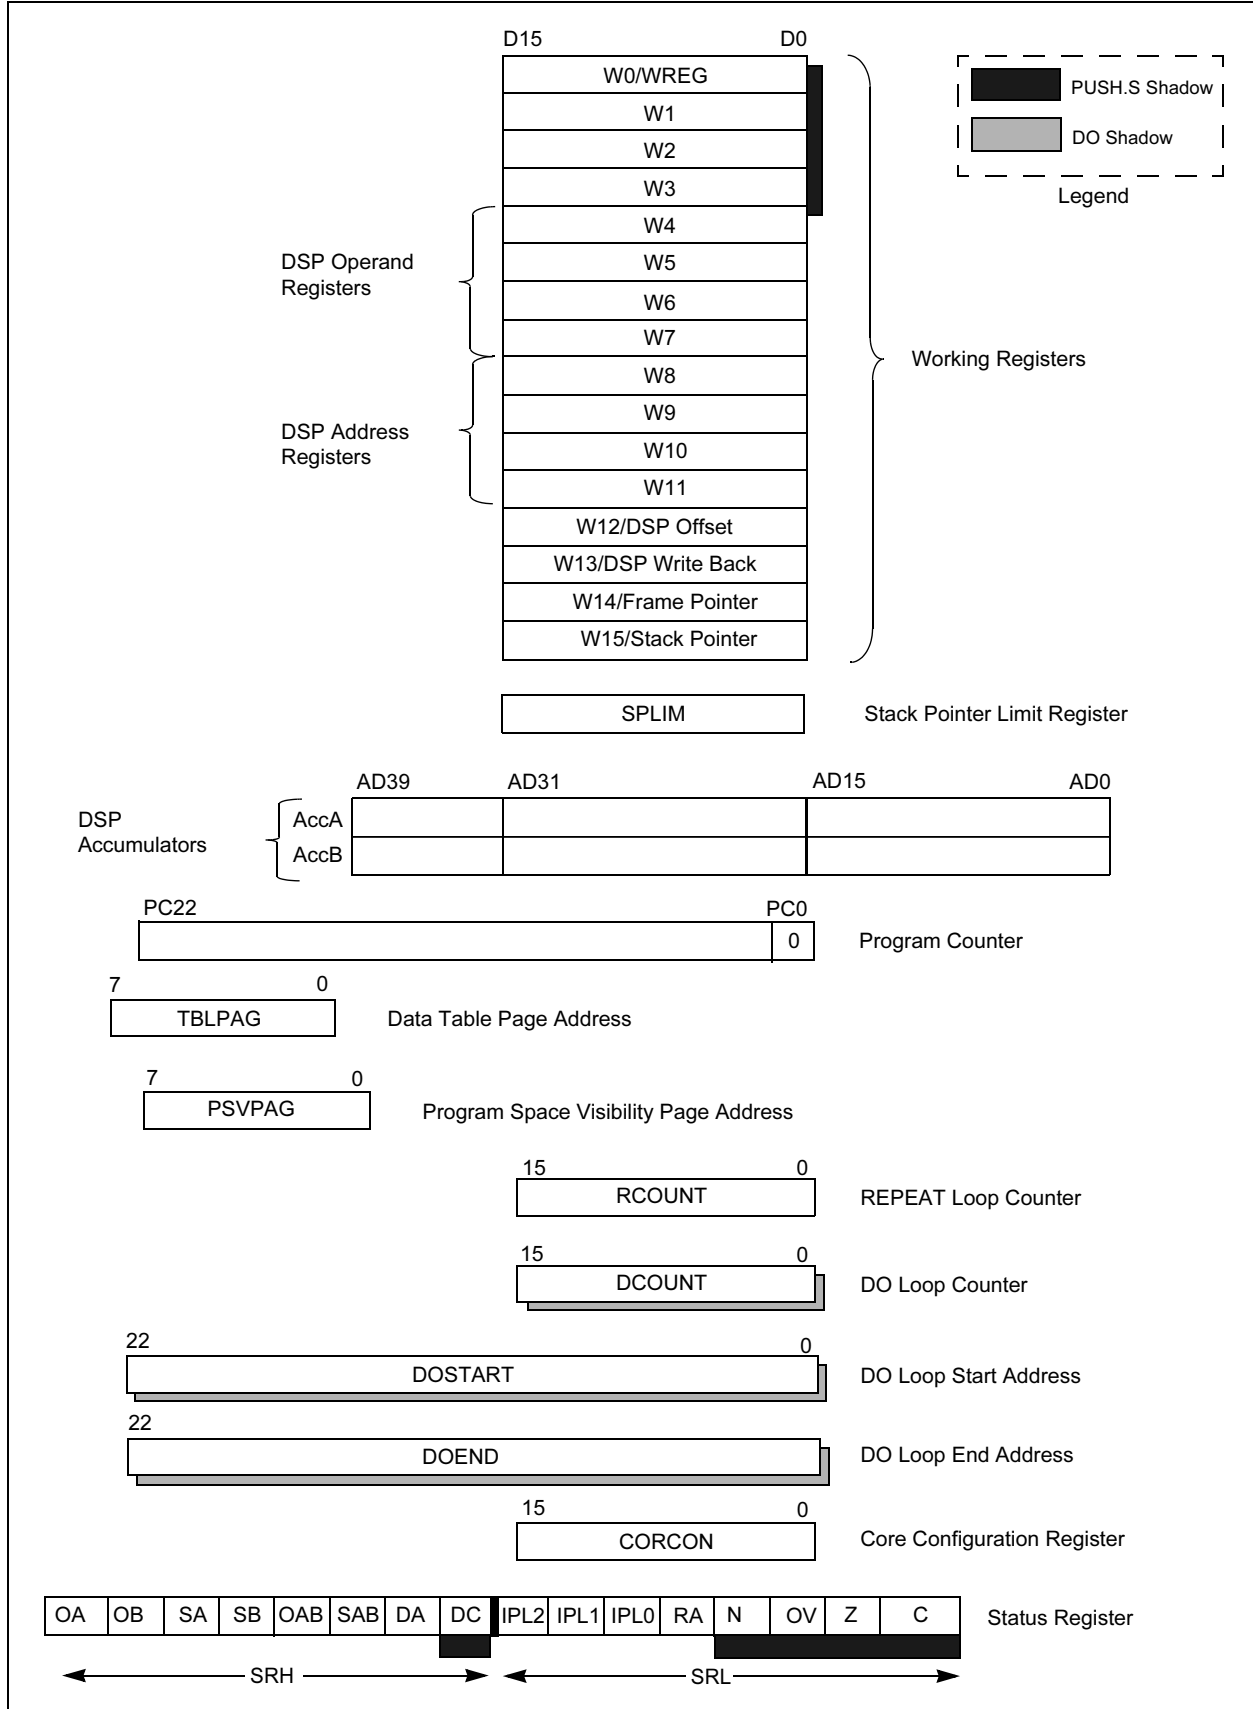 D15 D0
W0/WREG
W1
W2
W3
W4
W5
W6
W7
W8
W9
W10
W11
W12/DSP Offset
W13/DSP Write Back
W14/Frame Pointer
W15/Stack Pointer
PUSH.S Shadow
DO Shadow
Legend
DSP Operand
Registers
DSP Address
Registers
Working Registers
SPLIM
Stack Pointer Limit Register
AD39 AD31 AD15 AD0
DSP
Accumulators
AccA
AccB
PC22 PC0
0
Program Counter
7 0
TBLPAG
Data Table Page Address
7 0
PSVPAG
Program Space Visibility Page Address
15 0
RCOUNT
REPEAT Loop Counter
15 0
DCOUNT
DO Loop Counter
22 0
DOSTART
DO Loop Start Address
22
DOEND
DO Loop End Address
15 0
CORCON
Core Configuration Register
OA OB SA SB OAB SAB DA DC IPL2 IPL1 IPL0 RA N OV Z C
Status Register
SRH SRL